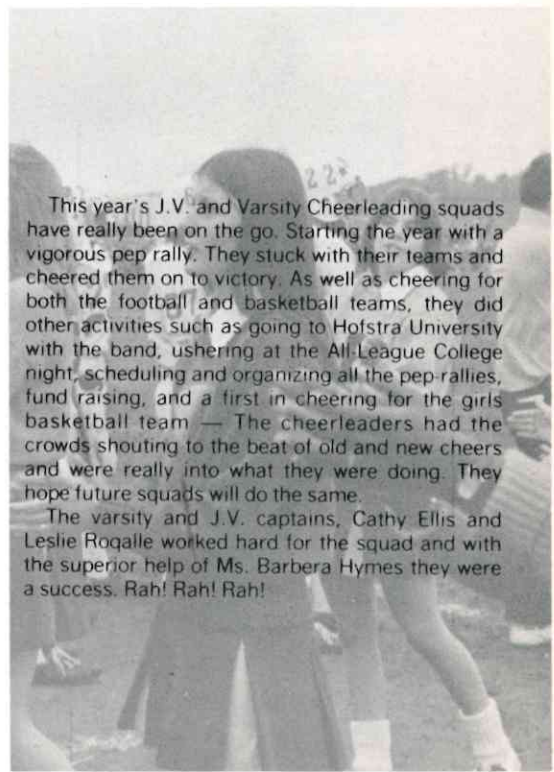 This year's J.V. and Varsity Cheerleading squads
have really been on the go. Starting the year with a
vigorous pep rally. They stuck with their teams and
cheered them on to victory. As well as cheering for
both the football and basketball teams, they did
other activities such as going to Hofstra University
with the band, ushering at the All-League College
night, scheduling and organizing all the pep rallies,
fund raising, and a first in cheering for the girls
basketball team — The cheerleaders had the
crowds shouting to the beat of old and new cheers
and were really into what they were doing. They
hope future squads will do the same.
The varsity and J.V. captains, Cathy Ellis and
Leslie Roqalle worked hard for the squad and with
the superior help of Ms. Barbera Hymes they were
a success. Rah! Rah! Rah!